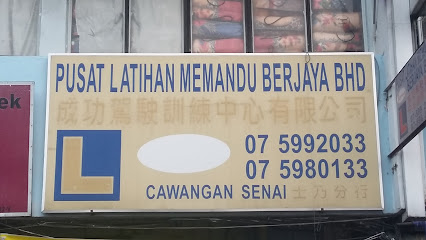 PUSAT LATIHAN MEMANDU BERJAYA BHD
成功駕駛訓練中心有限公司
L
07 5992033
07 5980133
CAWANGAN SENAI 士乃分行
ek